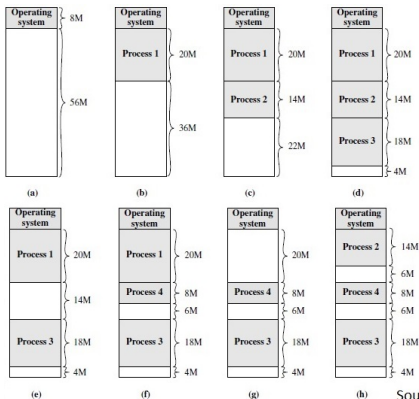 Operating
system
8M
56M
(a)
Operating
system
Process 1
20M
36M
(b)
Operating
system
Process 1
20M
Process 2
14M
22M
(c)
Operating
system
Process 1
20M
Process 2
14M
Process 3
18M
4M
(d)
Operating
system
Process 1
20M
14M
Process 3
18M
4M
(e)
Operating
system
Process 1
20M
Process 4
8M
6M
Process 3
18M
4M
(f)
Operating
system
20M
Process 4
8M
6M
Process 3
18M
4M
(g)
Operating
system
Process 2
14M
6M
Process 4
8M
6M
Process 3
18M
4M
(h)
Sou